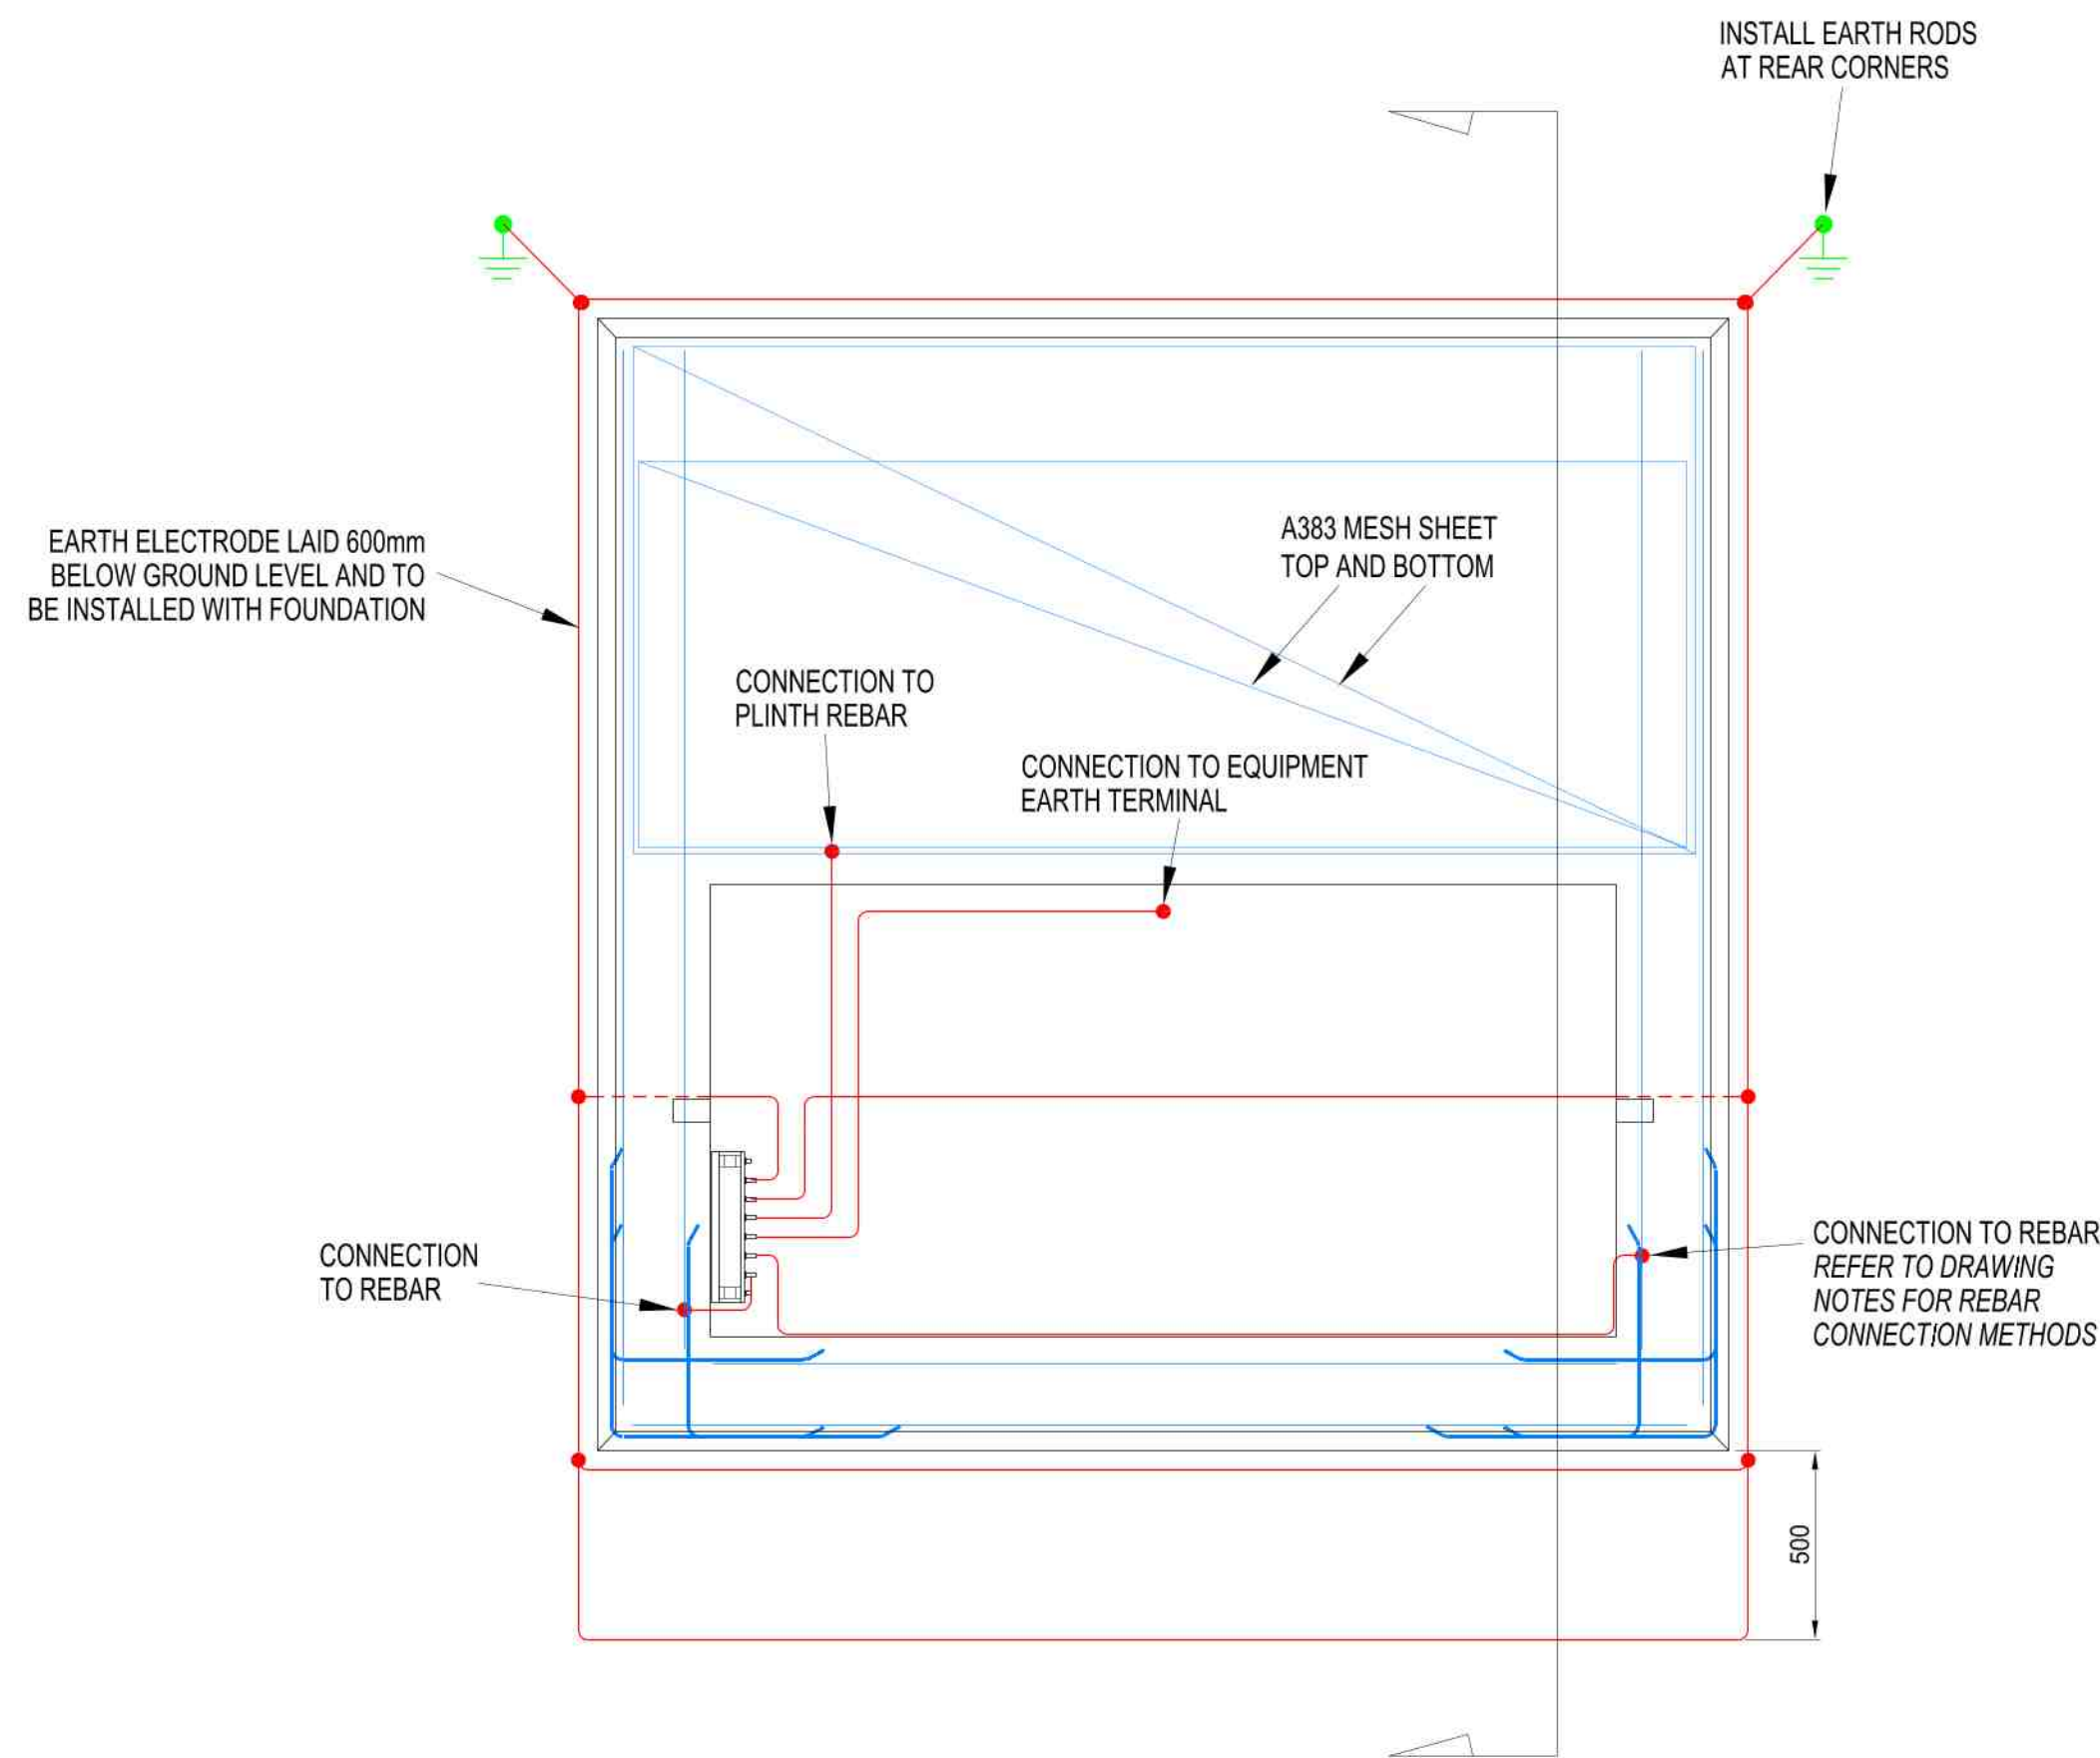 INSTALL EARTH RODS
AT REAR CORNERS
EARTH ELECTRODE LAID 600mm
BELOW GROUND LEVEL AND TO
BE INSTALLED WITH FOUNDATION
A383 MESH SHEET
TOP AND BOTTOM
CONNECTION TO
PLINTH REBAR
CONNECTION TO EQUIPMENT
EARTH TERMINAL
CONNECTION
TO REBAR
CONNECTION TO REBAR
REFER TO DRAWING
NOTES FOR REBAR
CONNECTION METHODS
500